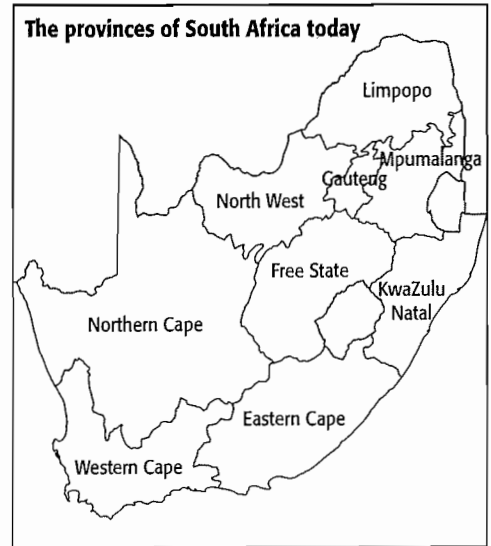 The provinces of South Africa today
Limpopo
Mpumalanga
Gauteng
North West
Free State
KwaZulu
Natal
Northern Cape
Eastern Cape
Western Cape